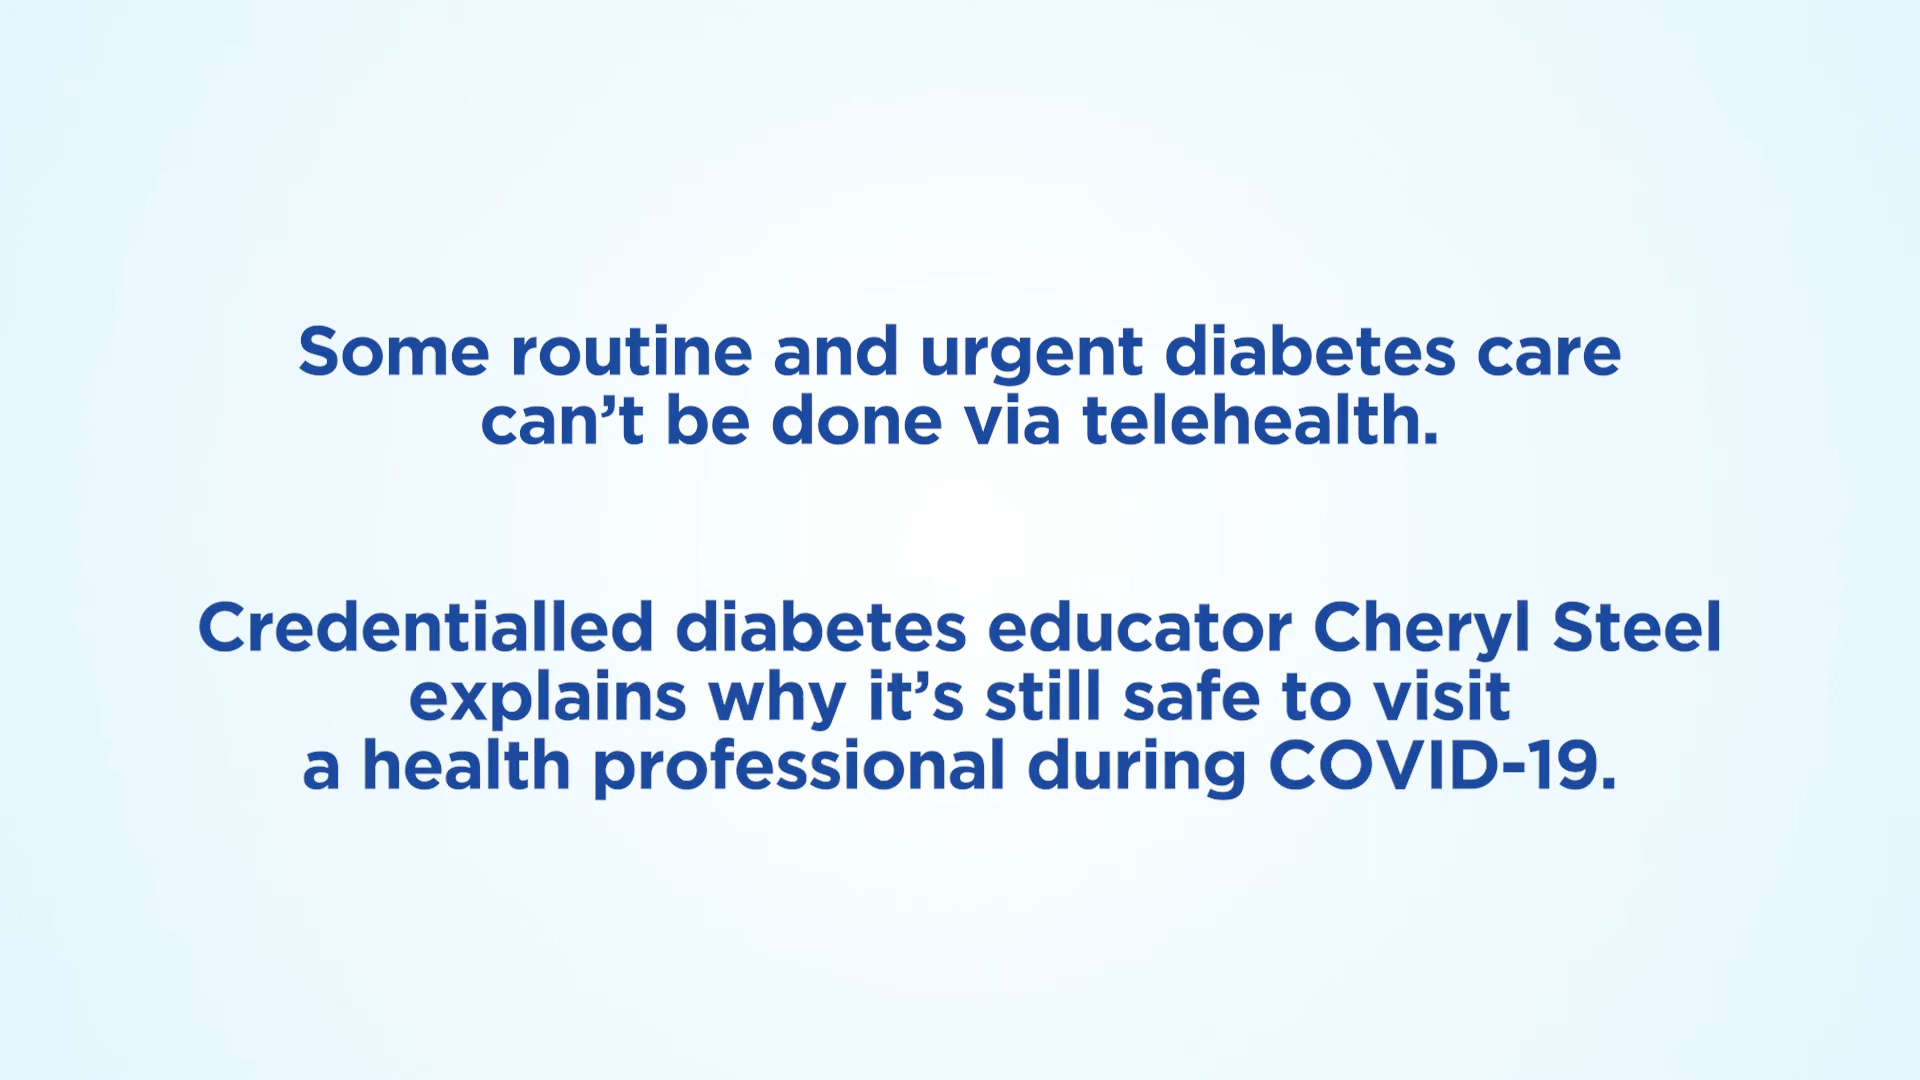 Some routine and urgent diabetes care
can’t be done via telehealth.
Credentialled diabetes educator Cheryl Steel
explains why it’s still safe to visit
a health professional during COVID-19.